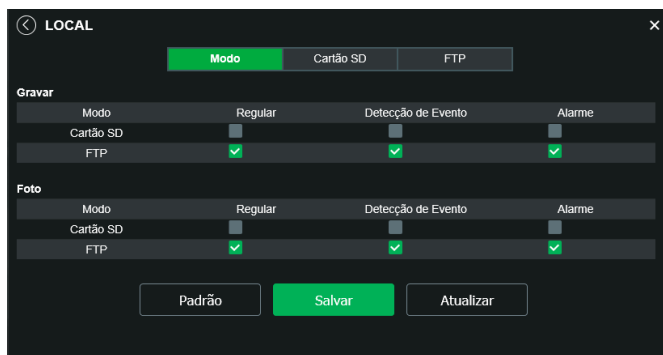 LOCAL
Modo Cartão SD FTP
Gravar
Modo Regular Detecção de Evento Alarme
Cartão SD
FTP
Foto
Modo Regular Detecção de Evento Alarme
Cartão SD
FTP
Padrão Salvar Atualizar